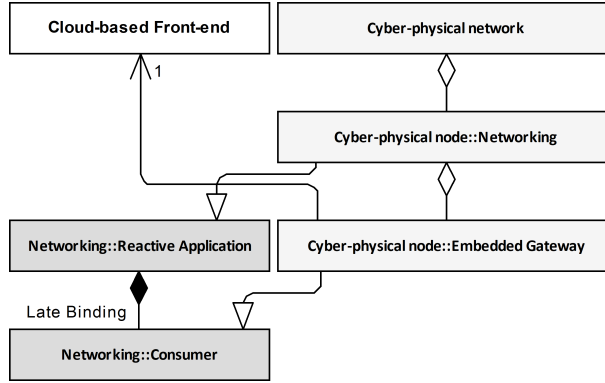 Cloud-based Front-end
Cyber-physical network
1
Cyber-physical node::Networking
Networking::Reactive Application
Cyber-physical node::Embedded Gateway
Late Binding
Networking::Consumer